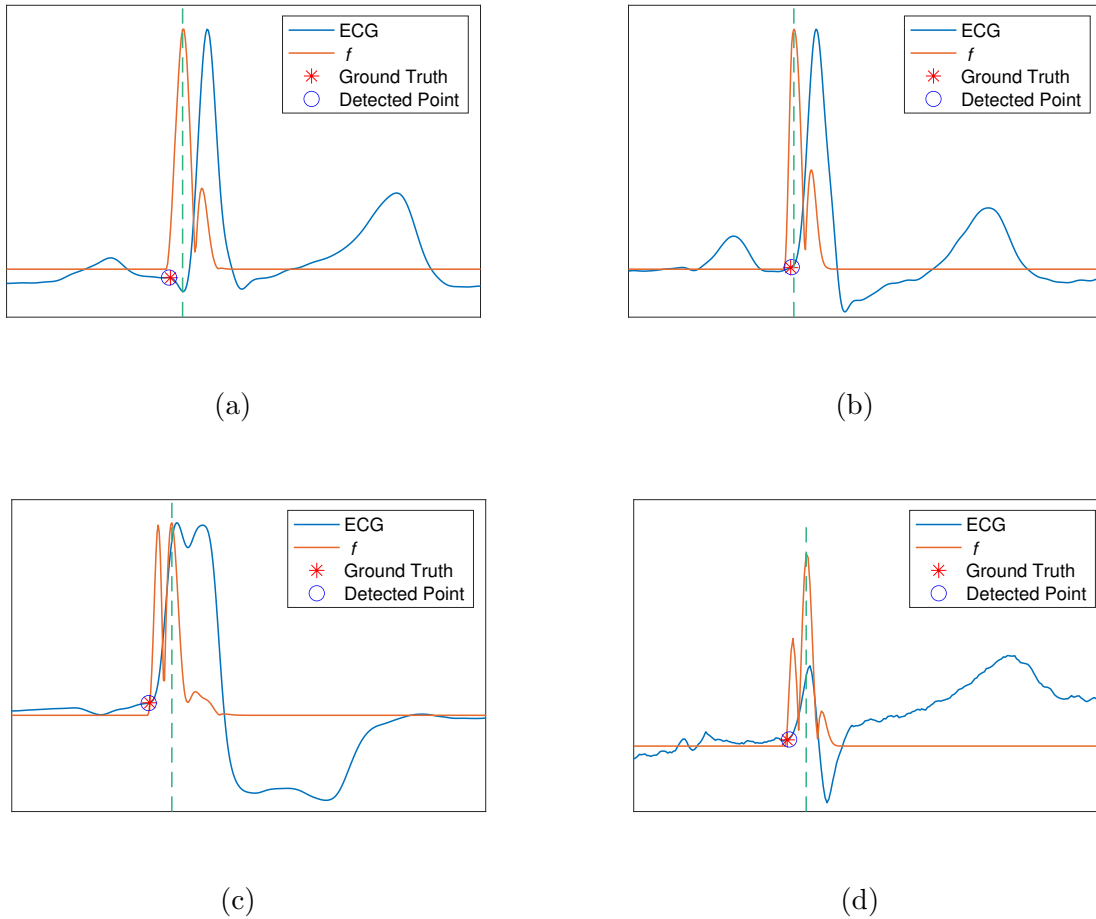 ECG
f
Ground Truth
Detected Point
(a)
ECG
f
Ground Truth
Detected Point
(b)
ECG
f
Ground Truth
Detected Point
(c)
ECG
f
Ground Truth
Detected Point
(d)